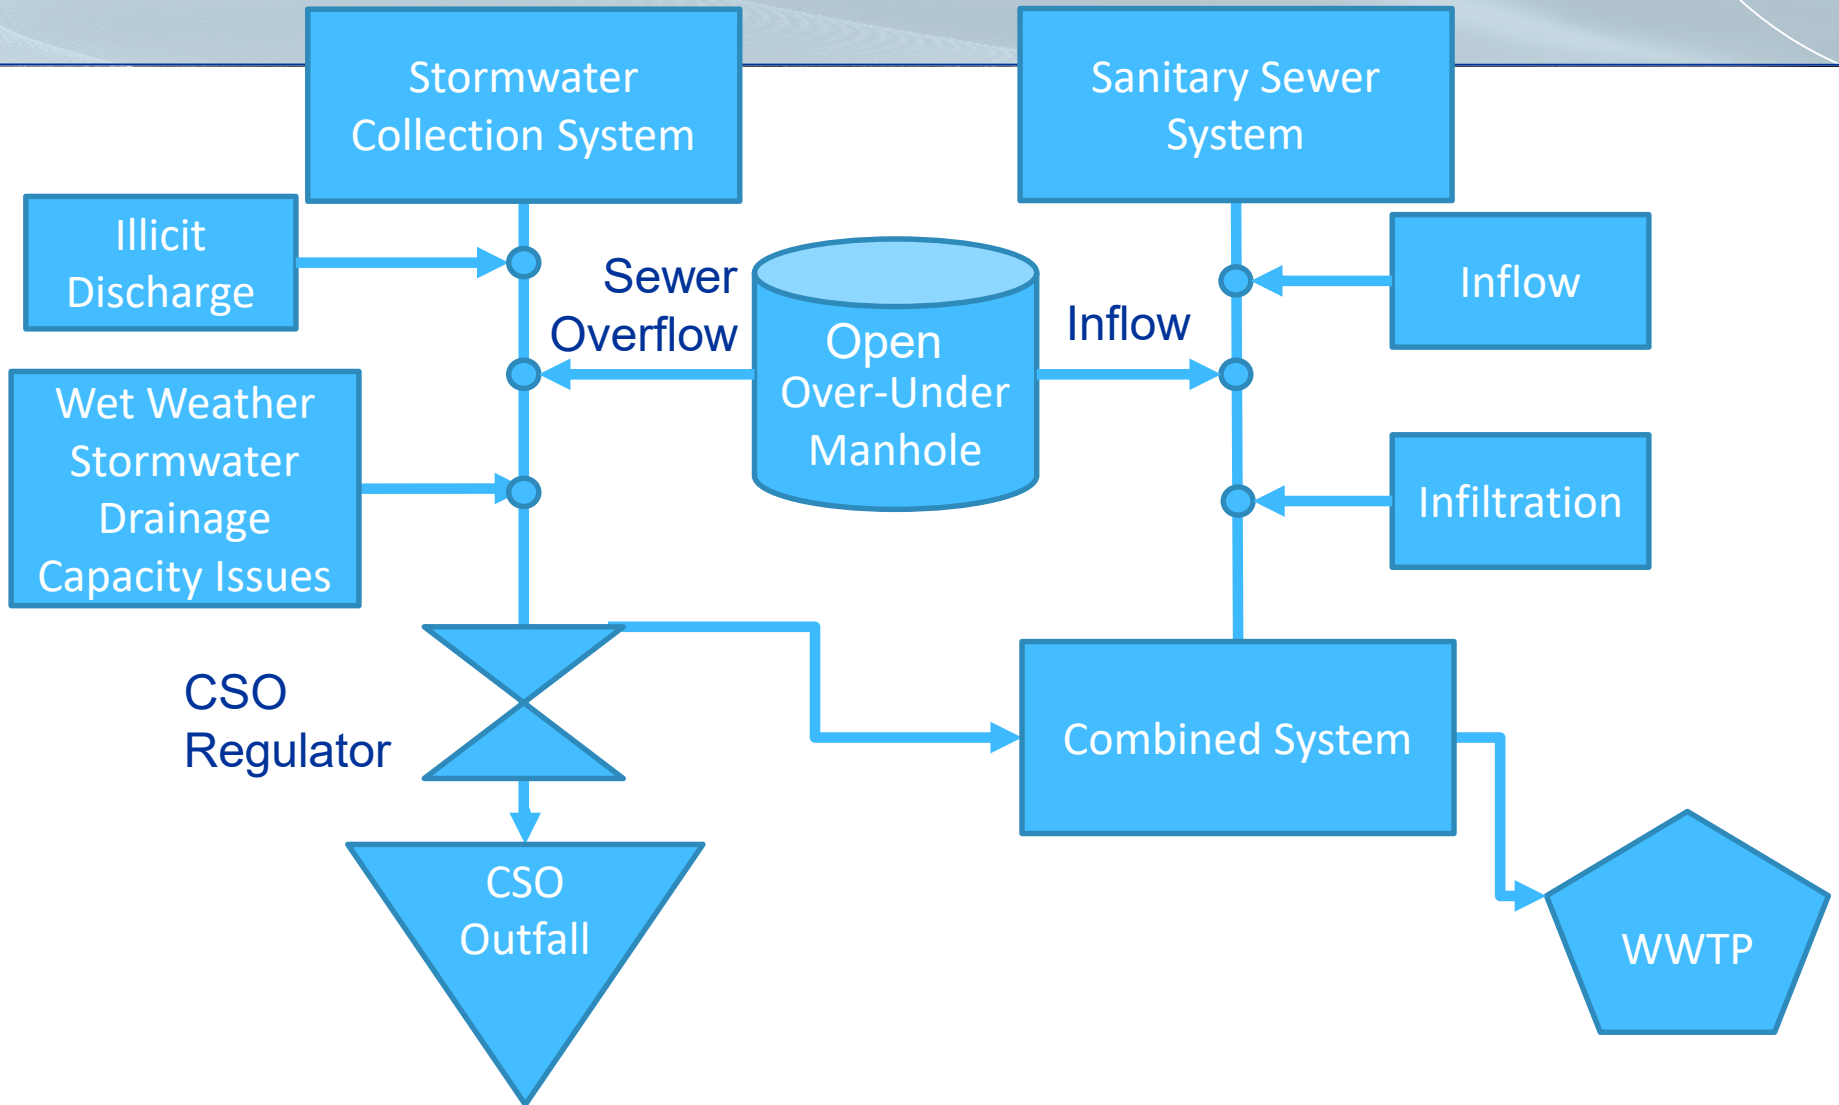 Stormwater
Collection System
Sanitary Sewer
System
Illicit
Discharge
Sewer
Overflow
Open
Over-Under
Manhole
Inflow
Inflow
Wet Weather
Stormwater
Drainage
Capacity Issues
Infiltration
CSO
Regulator
Combined System
CSO
Outfall
WWTP